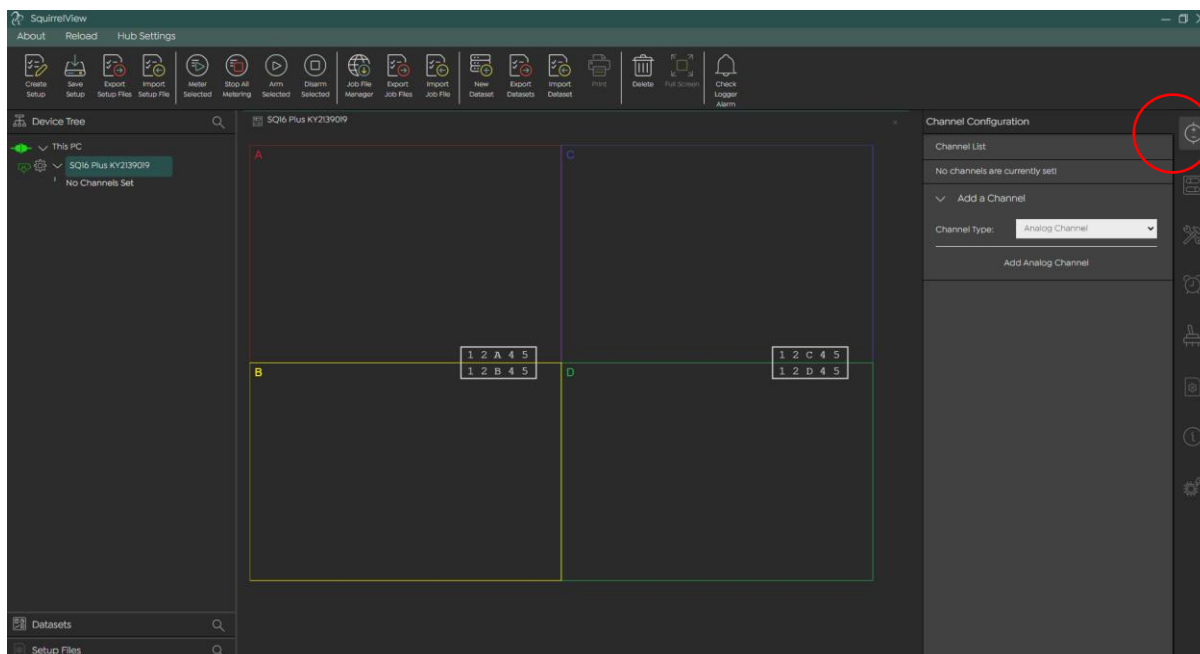 SquirrelView
About Reload Hub Settings
Create Setup
Save Setup
Export Setup Files
Import Setup File
Meter Selected
Stop All Metering
Arm Selected
Disarm Selected
Job File Manager
Export Job Files
Import Job File
New Dataset
Export Datasets
Import Dataset
Print
Delete
Full Screen
Check Logger Alarm
Device Tree
This PC
SQ16 Plus KY2139019
No Channels Set
Datasets
Setup Files
SQ16 Plus KY2139019
A
C
1 2 A 4 5
1 2 C 4 5
B
1 2 B 4 5
D
1 2 D 4 5
Channel Configuration
Channel List
No channels are currently set!
Add a Channel
Channel Type: Analog Channel
Add Analog Channel